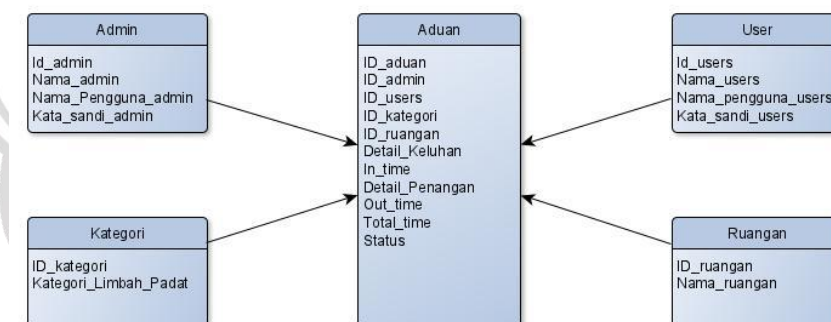 Admin
Id_admin
Nama_admin
Nama_Pengguna_admin
Kata_sandi_admin
Aduan
ID_aduan
ID_admin
ID_users
ID_kategori
ID_ruangan
Detail_Keluhan
In_time
Detail_Penangan
Out_time
Total_time
Status
User
Id_users
Nama_users
Nama_pengguna_users
Kata_sandi_users
Kategori
ID_kategori
Kategori_Limbah_Padat
Ruangan
ID_ruangan
Nama_ruangan